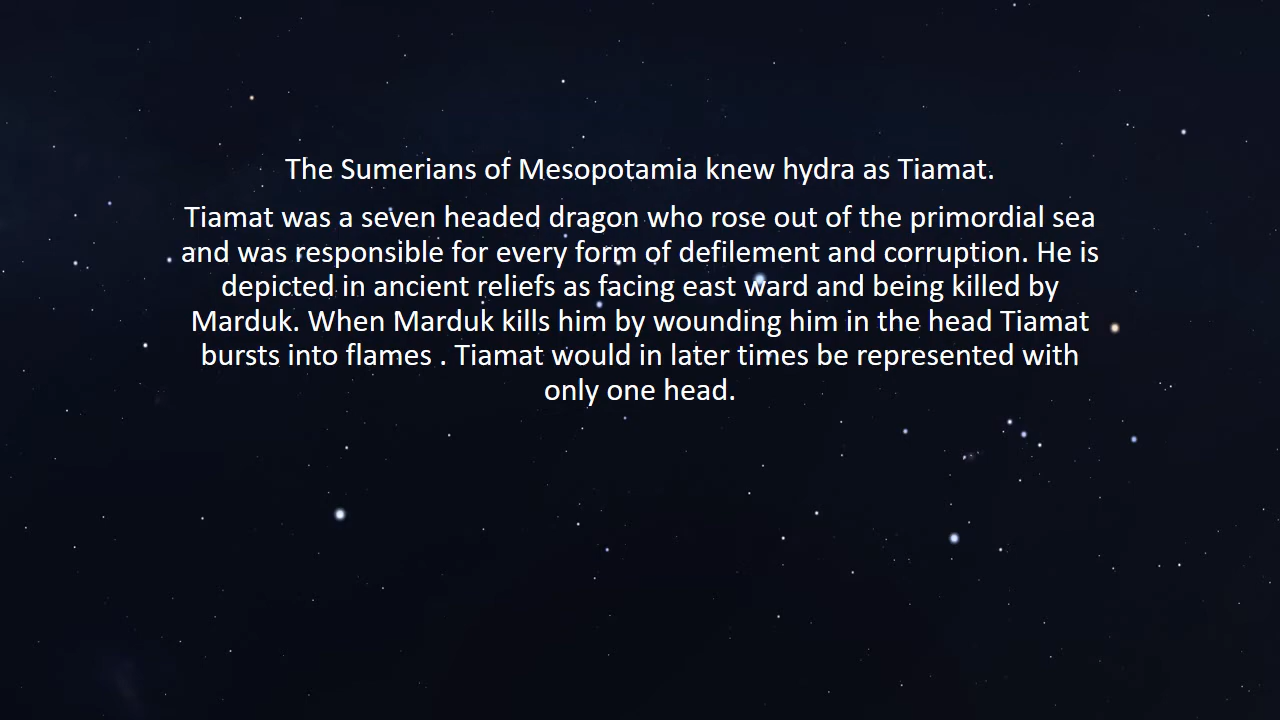 The Sumerians of Mesopotamia knew hydra as Tiamat.
Tiamat was a seven headed dragon who rose out of the primordial sea
and was responsible for every form of defilement and corruption. He is
depicted in ancient reliefs as facing east ward and being killed by
Marduk. When Marduk kills him by wounding him in the head Tiamat
bursts into flames . Tiamat would in later times be represented with
only one head.